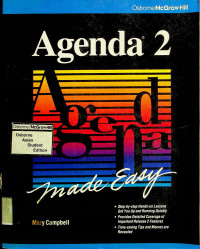 Osborne/McGraw-Hill
Agenda® 2
Agenda
Osborne/McGraw-Hill
Osborne
Asian
Student
Edition
made Easy
Mary Campbell
• Step-by-step Hands-on Lessons
Get You Up and Running Quickly
• Provides Detailed Coverage of
Important Release 2 Features
• Time-saving Tips and Macros are
Revealed